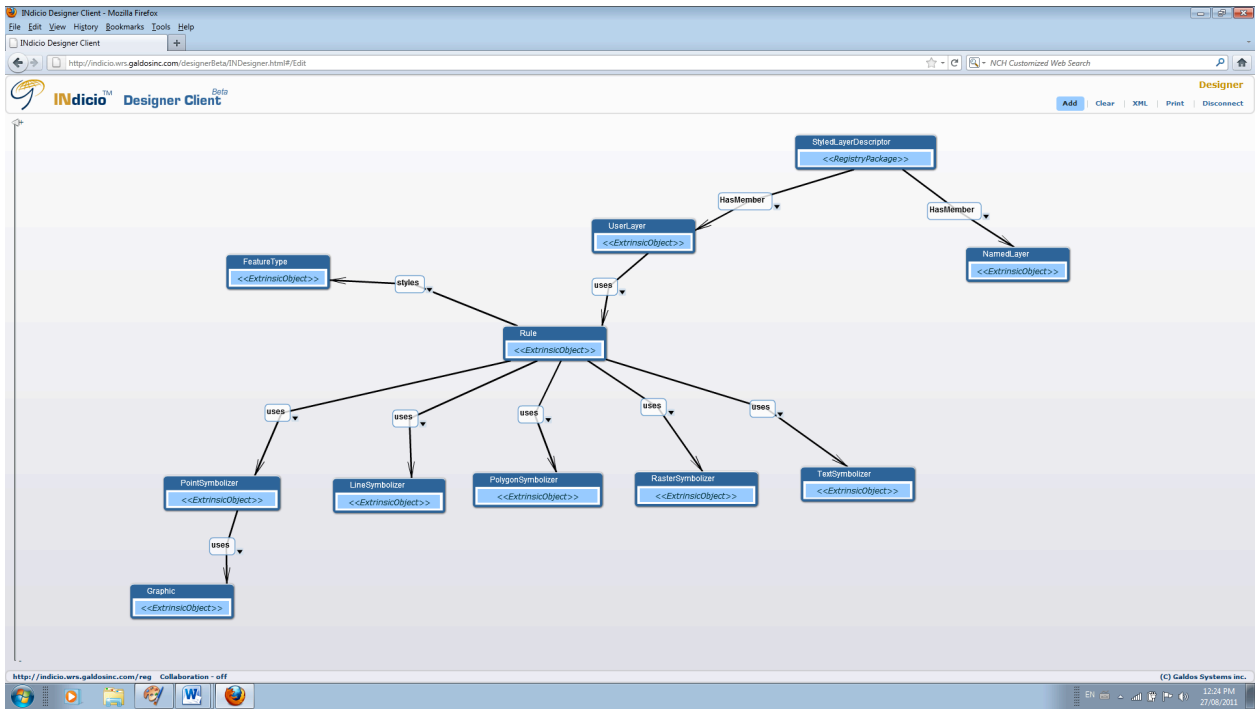 INdicio Designer Client - Mozilla Firefox
File Edit View History Bookmarks Tools Help
INdicio Designer Client
http://indicio.wrs.galdosinc.com/designerBeta/INDesigner.html#/Edit
NCH Customized Web Search
INdicio™ Designer Client Beta
Designer
Add | Clear | XML | Print | Disconnect
StyledLayerDescriptor
<<RegistryPackage>>
HasMember
HasMember
UserLayer
<<ExtrinsicObject>>
NamedLayer
<<ExtrinsicObject>>
FeatureType
<<ExtrinsicObject>>
styles
uses
Rule
<<ExtrinsicObject>>
uses
uses
uses
uses
uses
PointSymbolizer
<<ExtrinsicObject>>
LineSymbolizer
<<ExtrinsicObject>>
PolygonSymbolizer
<<ExtrinsicObject>>
RasterSymbolizer
<<ExtrinsicObject>>
TextSymbolizer
<<ExtrinsicObject>>
uses
Graphic
<<ExtrinsicObject>>
http://indicio.wrs.galdosinc.com/reg Collaboration - off
(C) Galdos Systems inc.
EN
12:24 PM
27/08/2011